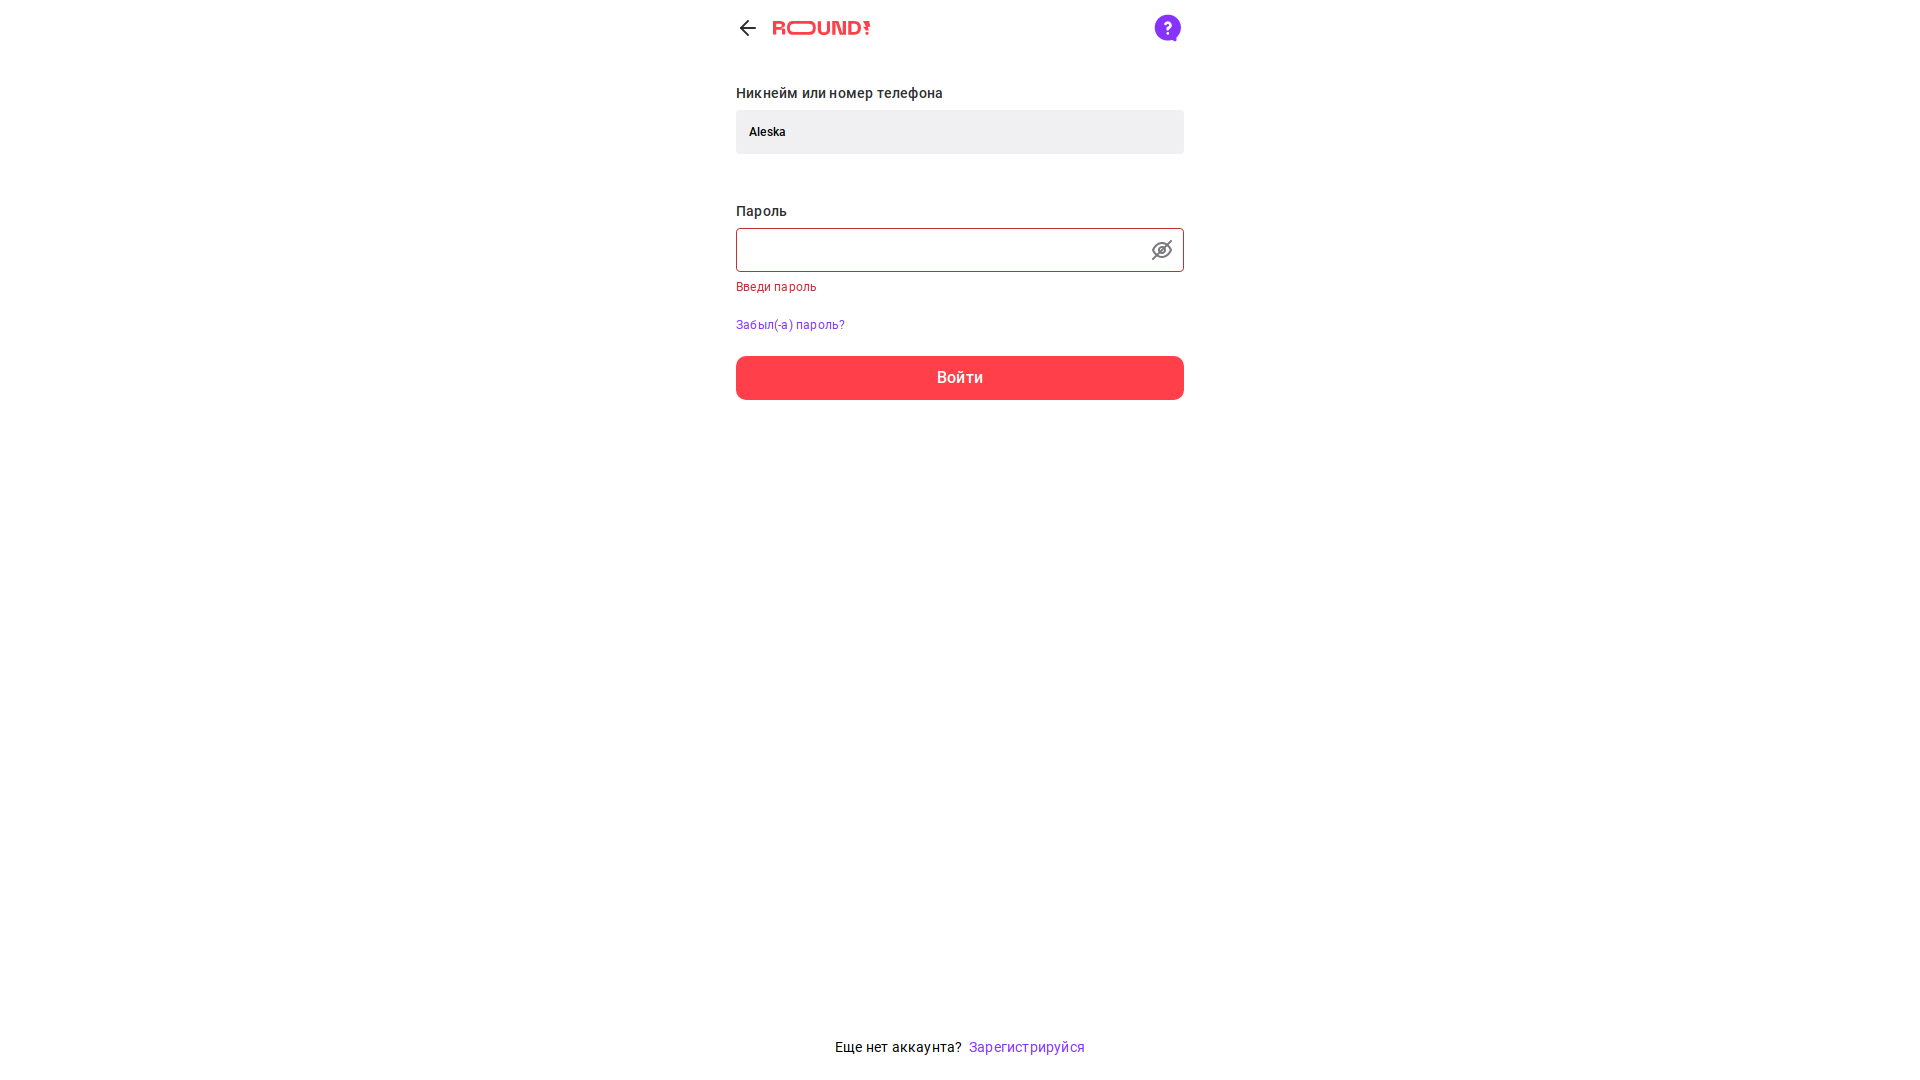 ROUND!
Никнейм или номер телефона
Aleska
Пароль
Введи пароль
Забыл(-а) пароль?
Войти
Еще нет аккаунта? Зарегистрируйся